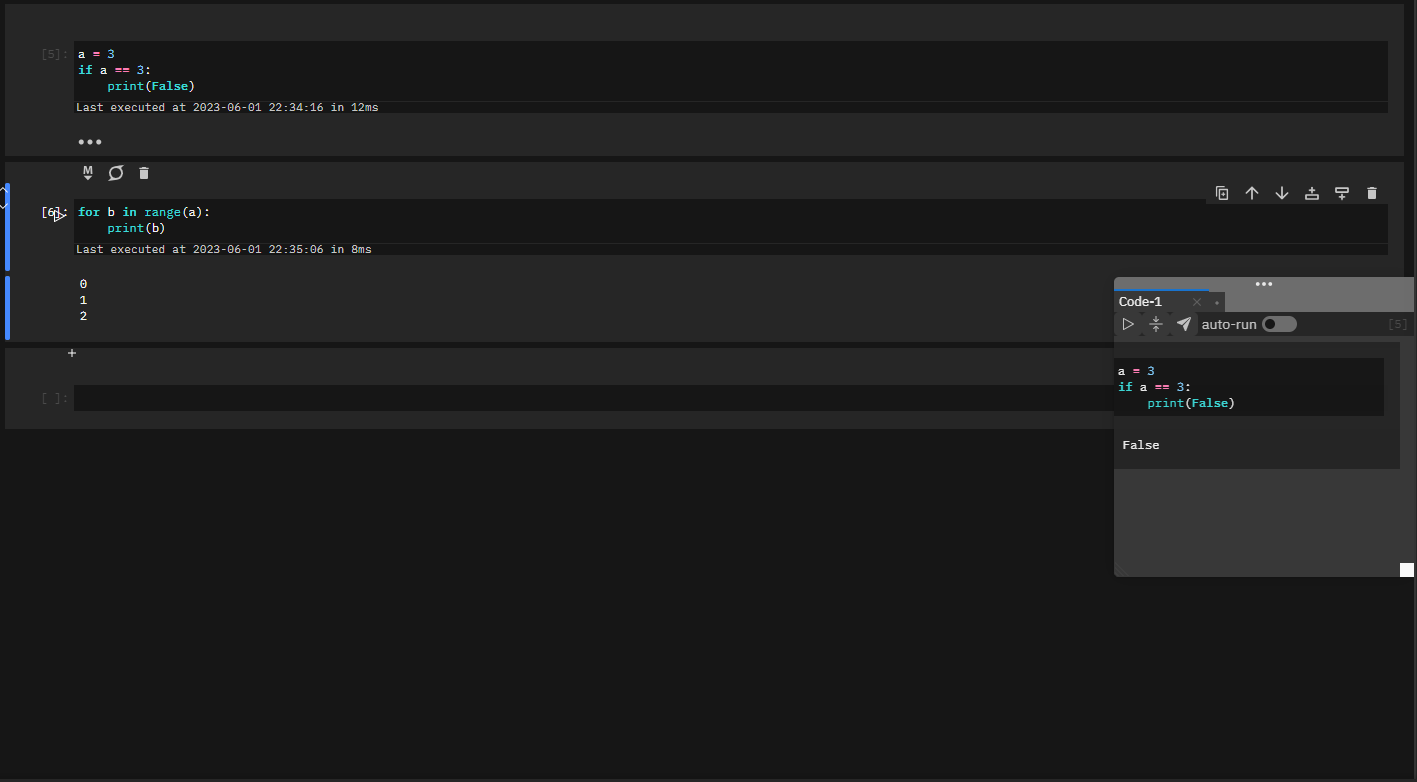 [5]:
a = 3
if a == 3:
    print(False)
Last executed at 2023-06-01 22:34:16 in 12ms
M
[6]:
for b in range(a):
    print(b)
Last executed at 2023-06-01 22:35:06 in 8ms
0
1
2
[ ]:
Code-1
auto-run
[5]
a = 3
if a == 3:
    print(False)
False